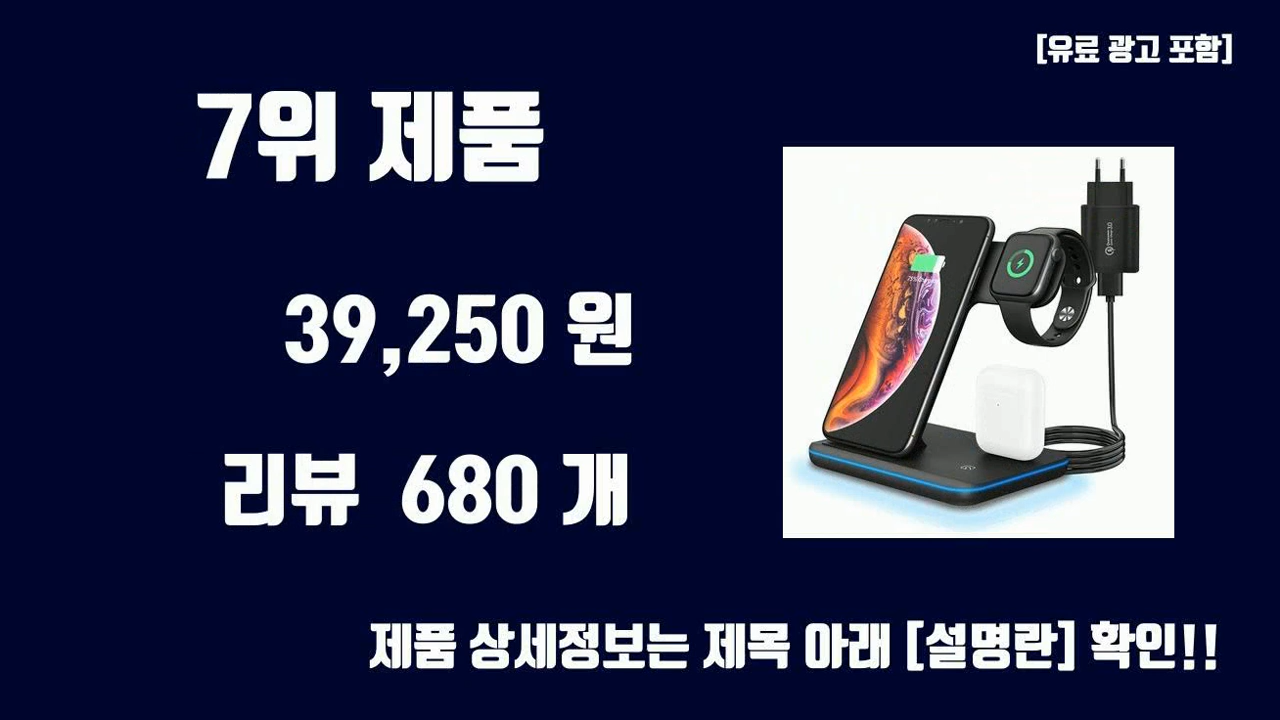 [유료 광고 포함]
7위 제품
39,250 원
리뷰 680 개
제품 상세정보는 제목 아래 [설명란] 확인!!